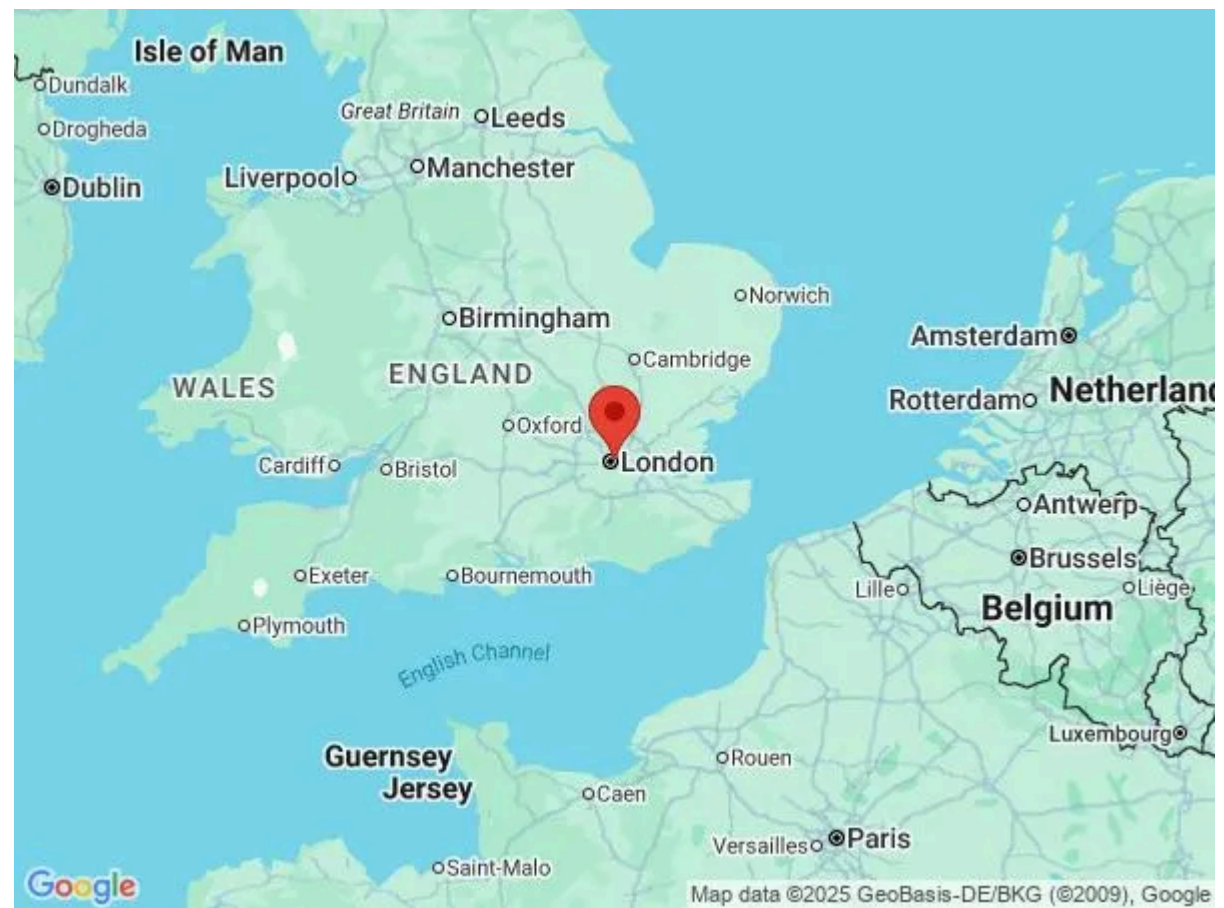 Isle of Man
Dundalk
Great Britain
Leeds
Drogheda
Manchester
Liverpool
Dublin
Norwich
Birmingham
Amsterdam
Cambridge
ENGLAND
WALES
Netherland
Rotterdam
Oxford
London
Cardiff
Bristol
Antwerp
Brussels
Exeter
Bournemouth
Lille
Liège
Belgium
Plymouth
English Channel
Luxembourg
Guernsey
Rouen
Jersey
Caen
Paris
Versailles
Saint-Malo
Google
Map data ©2025 GeoBasis-DE/BKG (©2009), Google